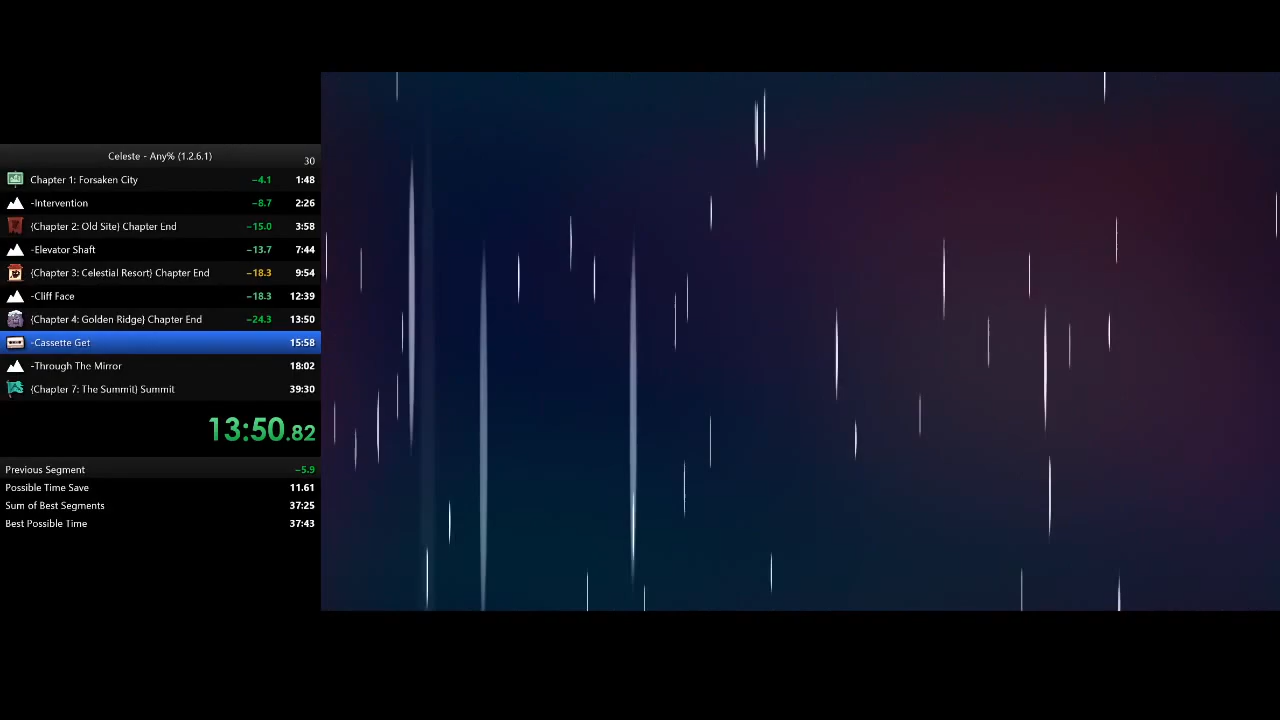 Celeste - Any% (1.2.6.1)
30
Chapter 1: Forsaken City −4.1 1:48
-Intervention −8.7 2:26
{Chapter 2: Old Site} Chapter End −15.0 3:58
-Elevator Shaft −13.7 7:44
{Chapter 3: Celestial Resort} Chapter End −18.3 9:54
-Cliff Face −18.3 12:39
{Chapter 4: Golden Ridge} Chapter End −24.3 13:50
-Cassette Get 15:58
-Through The Mirror 18:02
{Chapter 7: The Summit} Summit 39:30
13:50.82
Previous Segment −5.9
Possible Time Save 11.61
Sum of Best Segments 37:25
Best Possible Time 37:43